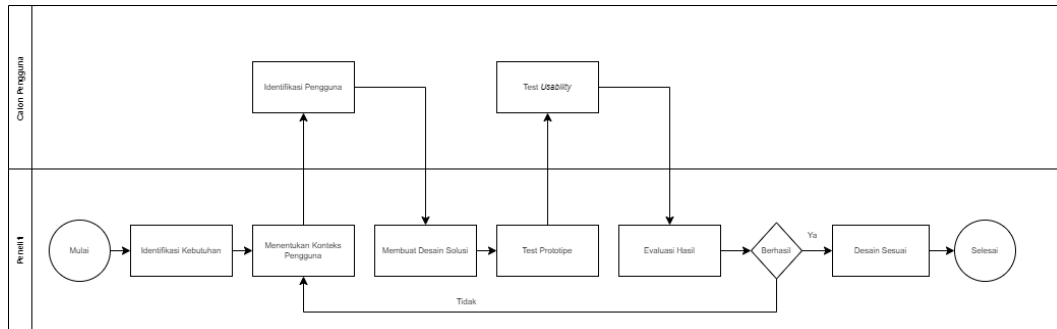 Calon Pengguna
Identifikasi Pengguna
Test Usability
Mulai
Identifikasi Kebutuhan
Menentukan Konteks
Pengguna
Membuat Desain Solusi
Test Prototipe
Evaluasi Hasil
Berhasil
Ya
Desain Sesuai
Selesai
Tidak